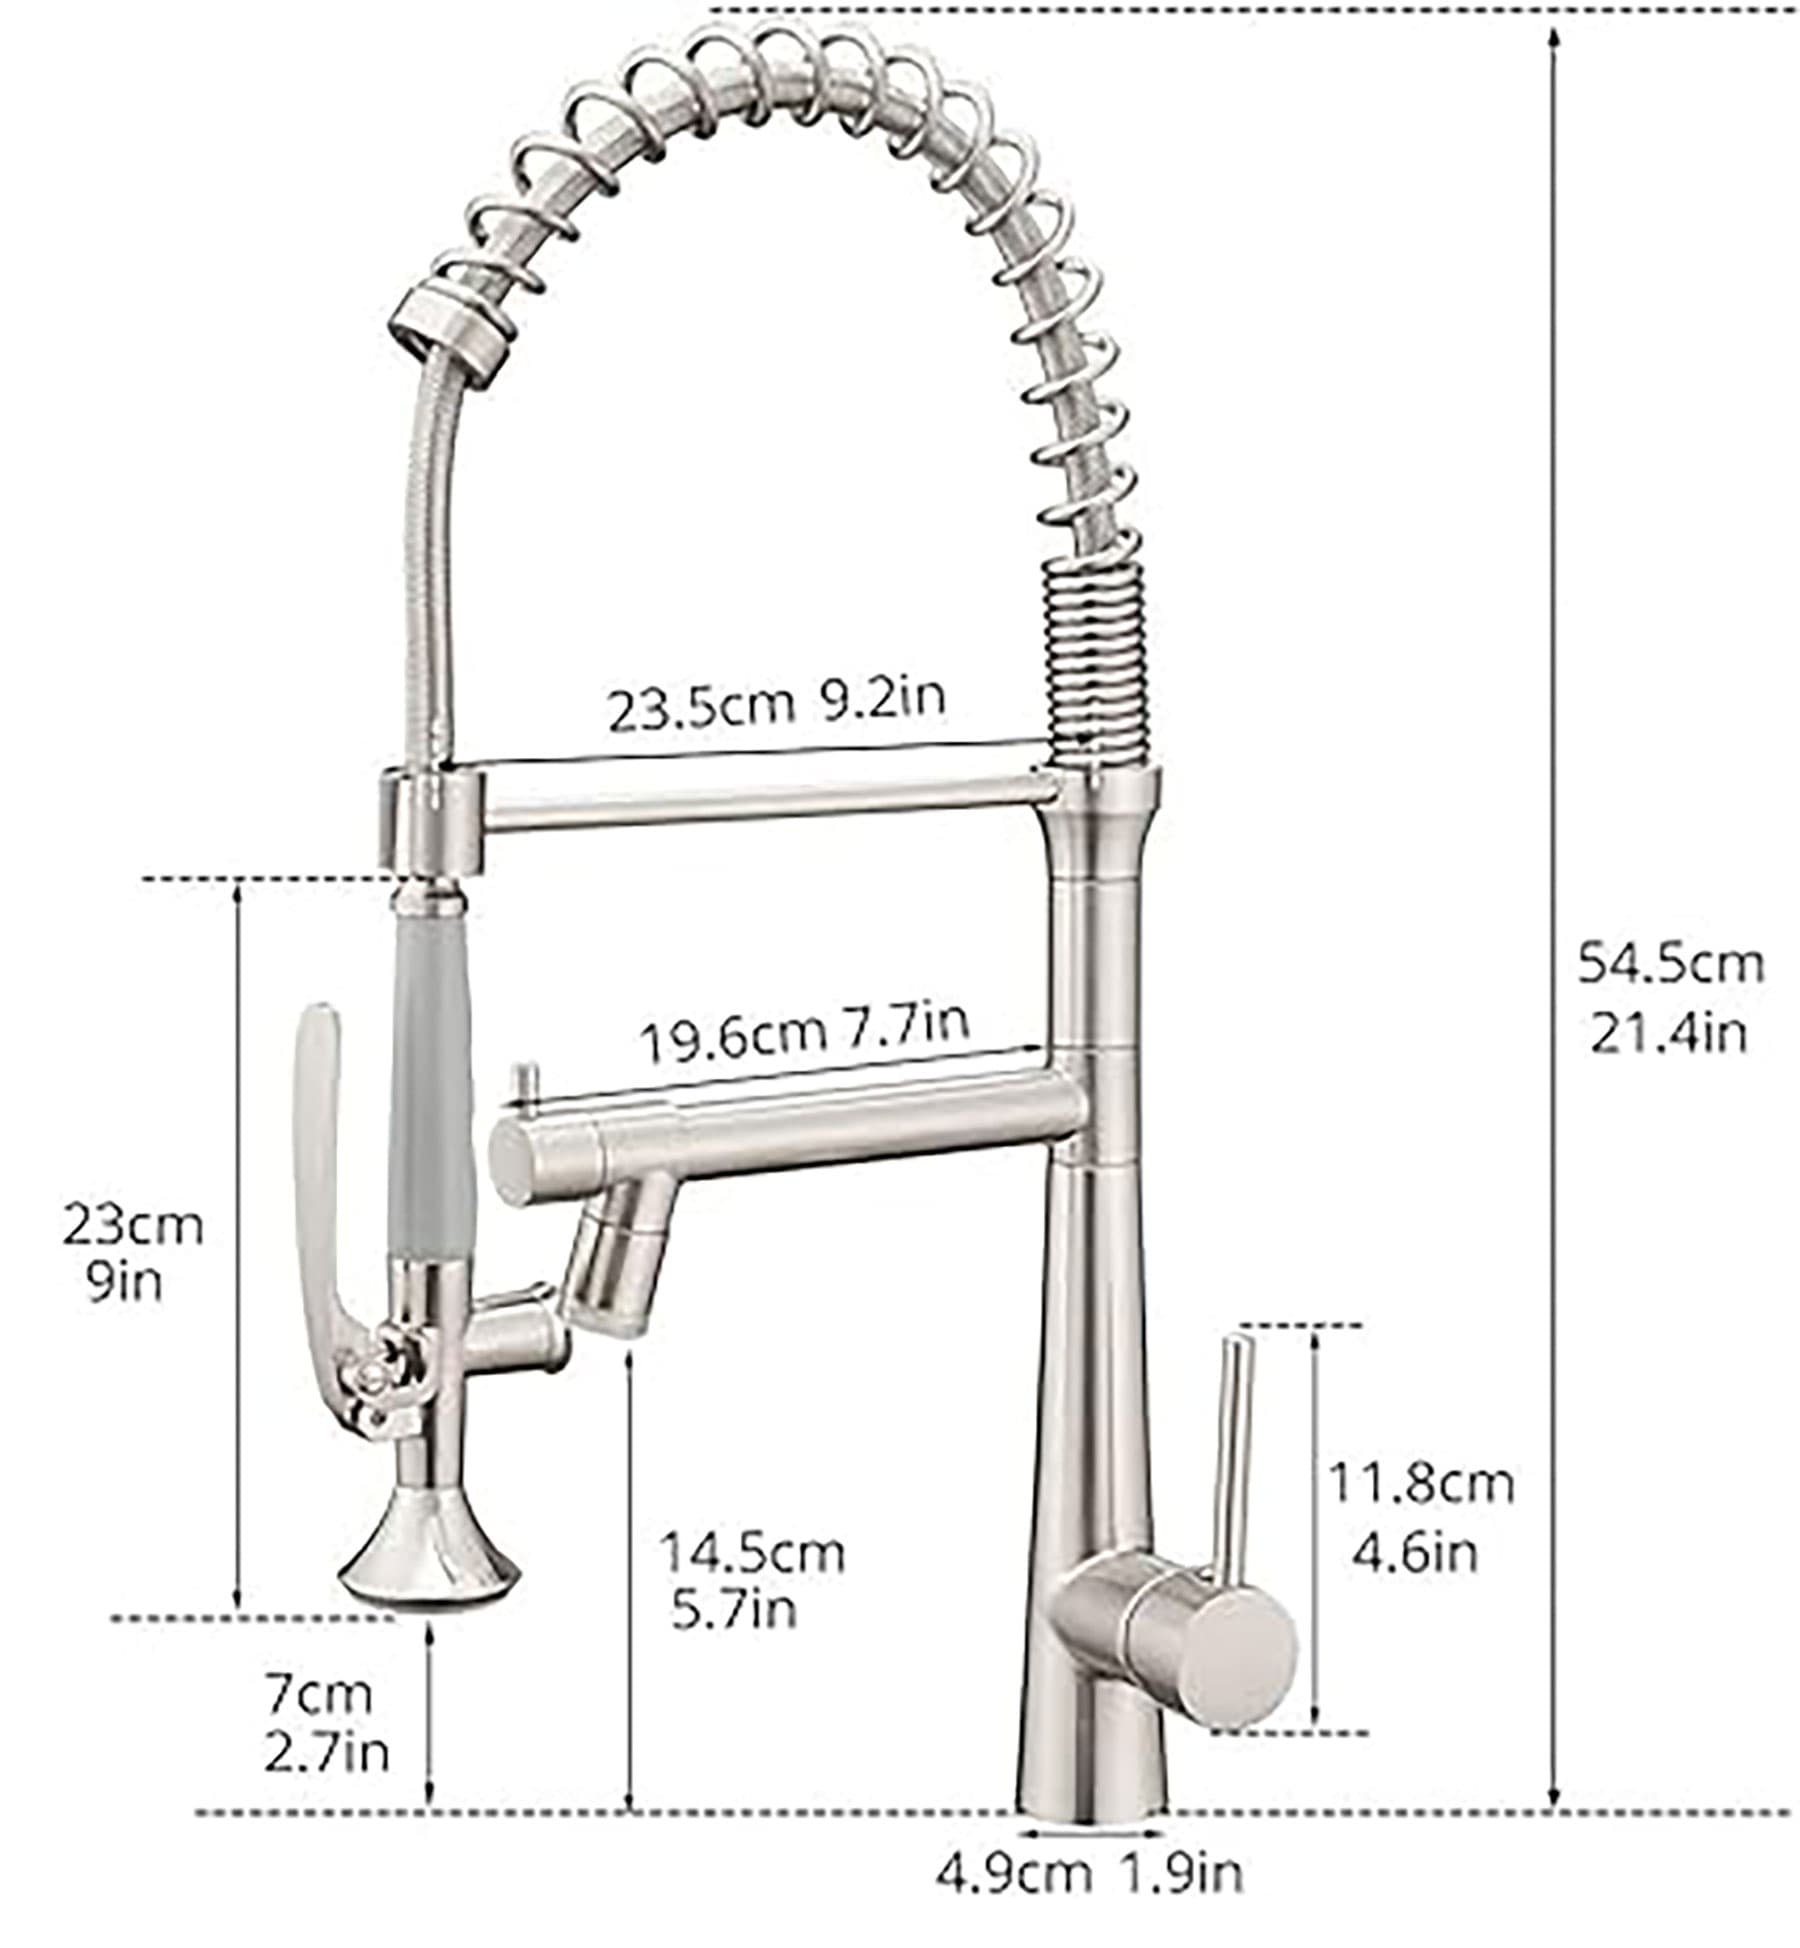 23.5cm 9.2in
54.5cm
21.4in
19.6cm 7.7in
23cm
9in
11.8cm
4.6in
14.5cm
5.7in
7cm
2.7in
4.9cm 1.9in